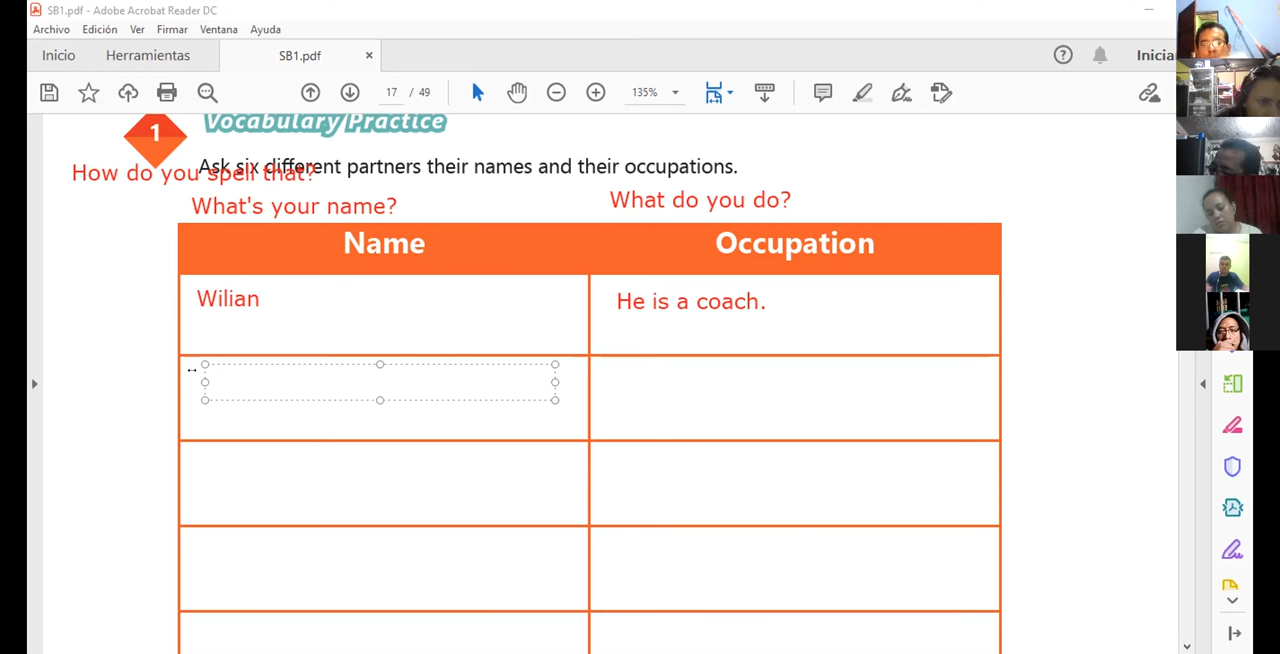 SB1.pdf - Adobe Acrobat Reader DC
Archivo Edición Ver Firmar Ventana Ayuda
Inicio Herramientas SB1.pdf × Inicia
17 / 49 135%
1 Vocabulary Practice
Ask six different partners their names and their occupations.
How do you spell that?
What's your name? What do you do?
Name Occupation
Wilian He is a coach.